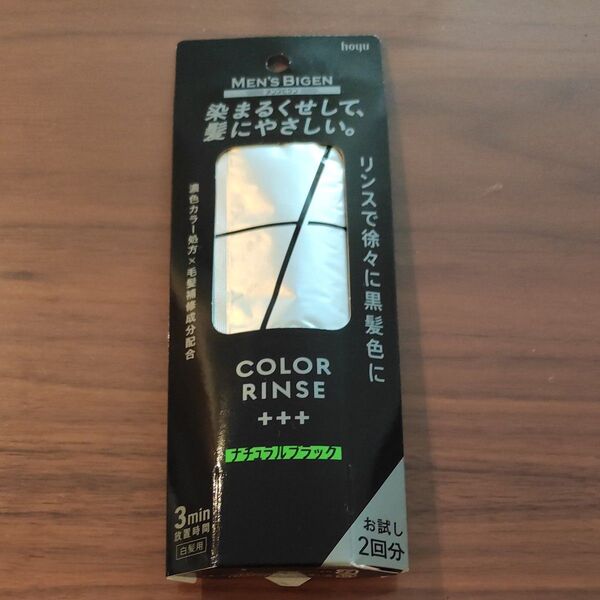 hoyu
MEN'S BIGEN
メンズビゲン
染まるくせして、
髪にやさしい。
リンスで徐々に黒髪色に
濃色カラー処方×毛髪補修成分配合
COLOR
RINSE
+++
ナチュラルブラック
3min
放置時間
白髪用
お試し
2回分